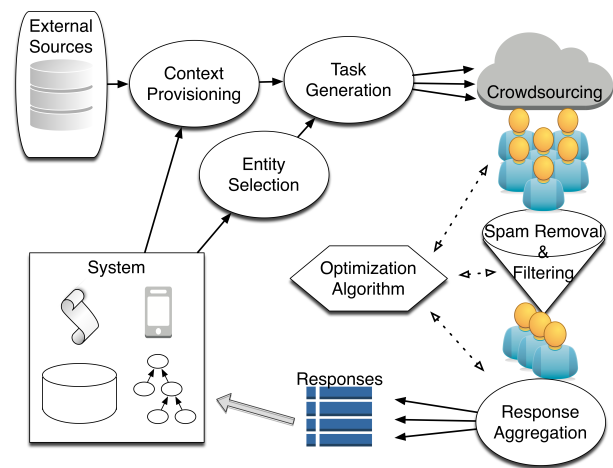 External
Sources
Context
Provisioning
Task
Generation
Crowdsourcing
Entity
Selection
Spam Removal
&
Filtering
System
Optimization
Algorithm
Responses
Response
Aggregation